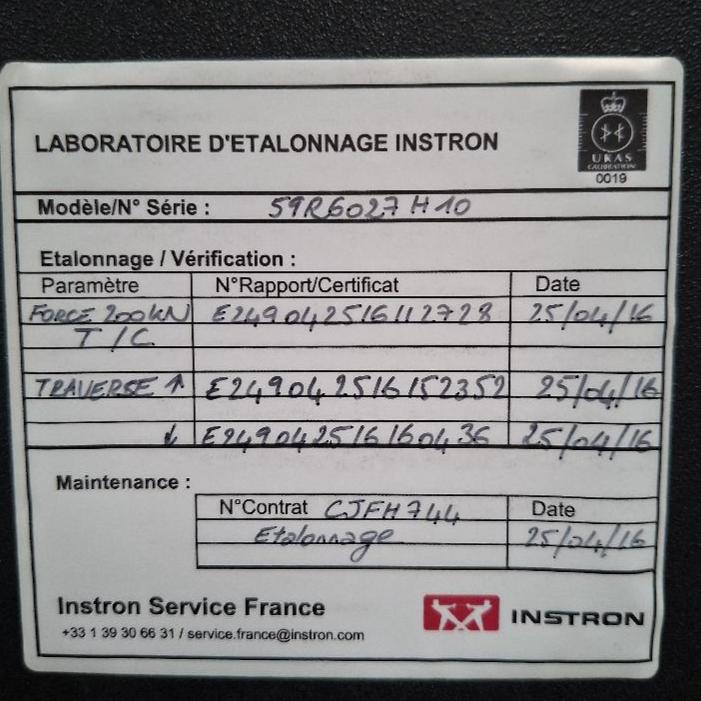 LABORATOIRE D'ETALONNAGE INSTRON
UKAS
CALIBRATION
0019
Modèle/N° Série : 59R6027 H10
Etalonnage / Vérification :
Paramètre N°Rapport/Certificat Date
FORCE 200kN E249042516112728 25/04/16
T/C
TRAVERSE ↑ E249042516152352 25/04/16
↓ E249042516160436 25/04/16
Maintenance :
N°Contrat CJFH744 Date
Etalonnage 25/04/16
Instron Service France
+33 1 39 30 66 31 / service.france@instron.com
INSTRON